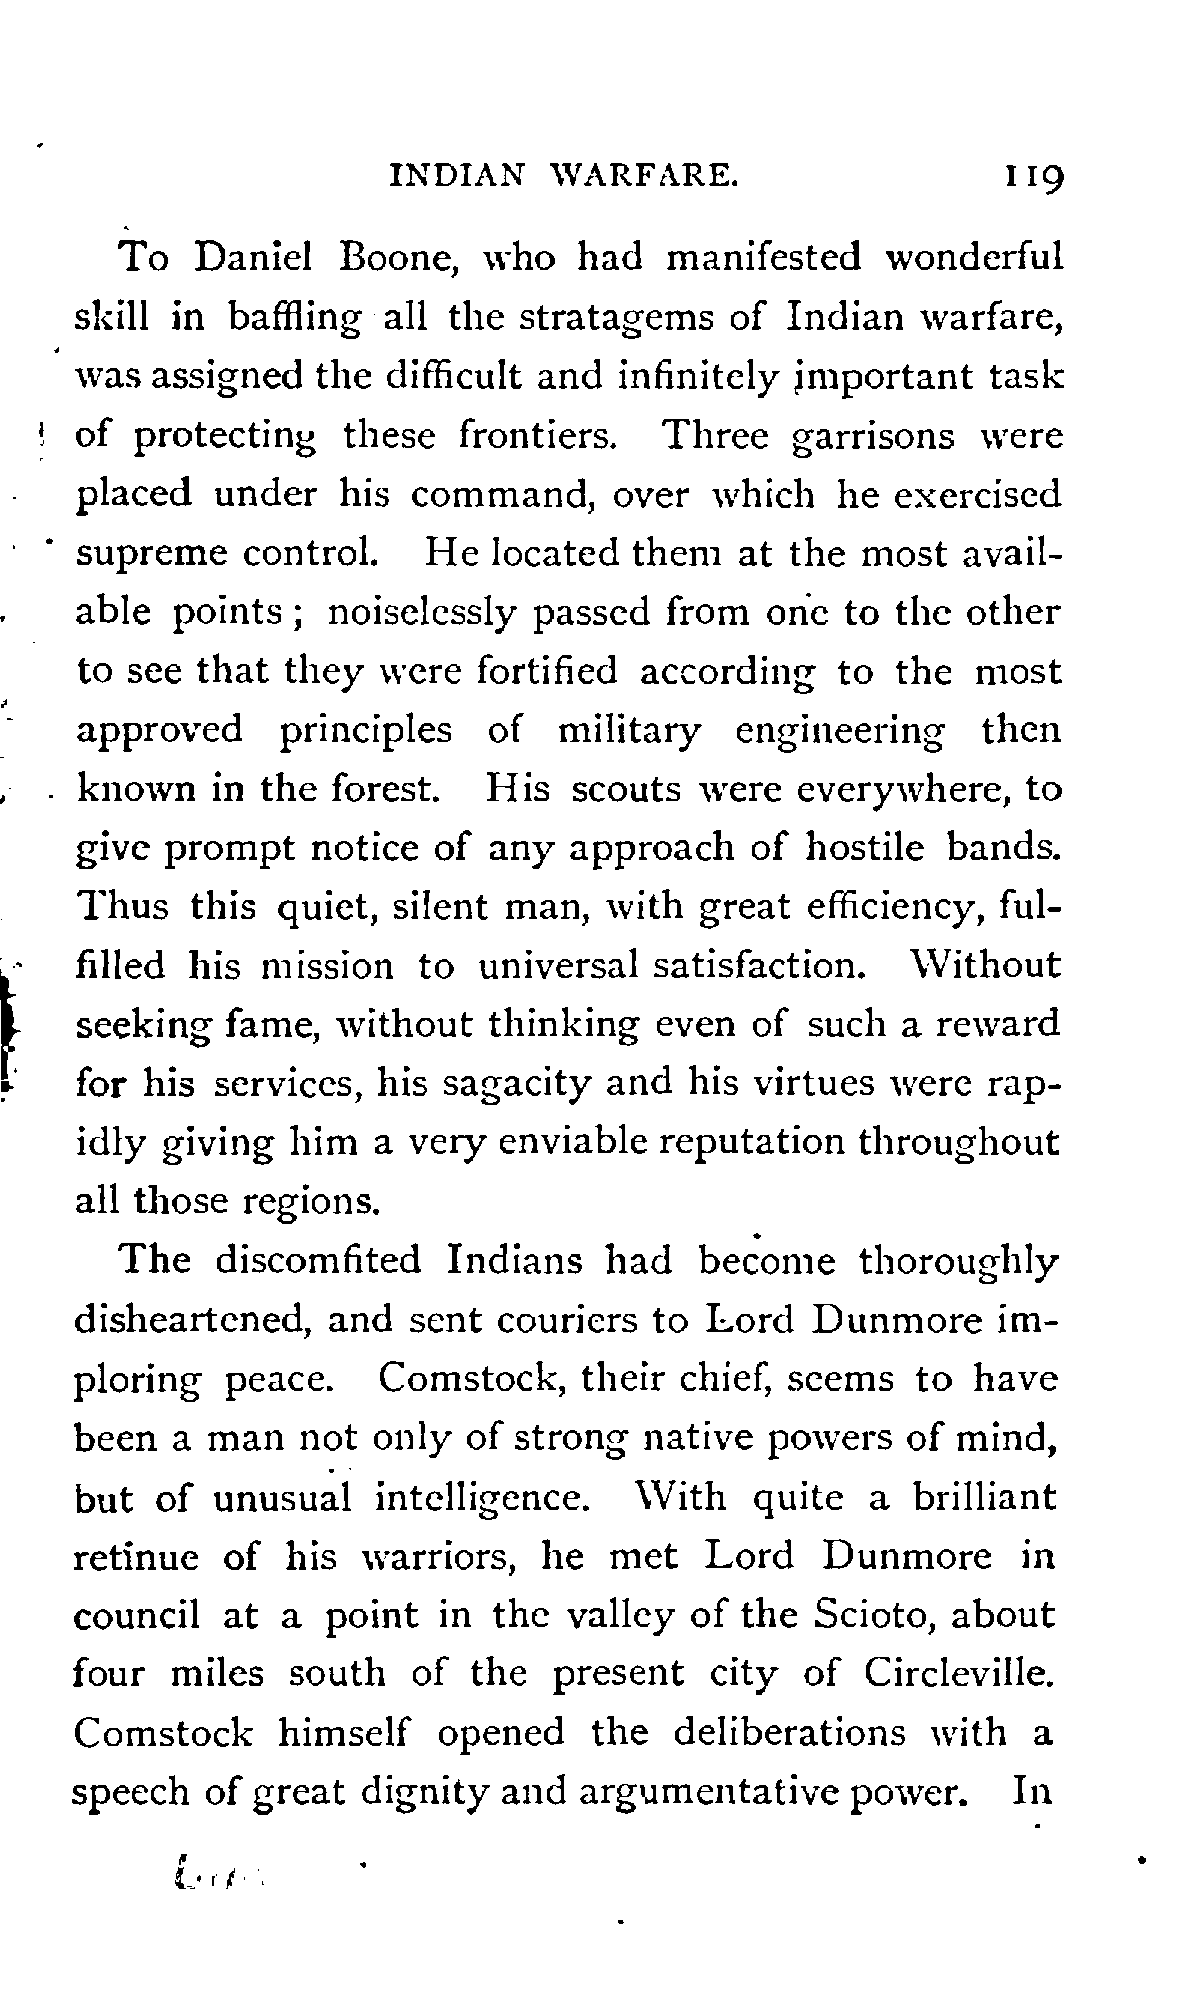 INDIAN WARFARE. 119
To Daniel Boone, who had manifested wonderful
skill in baffling all the stratagems of Indian warfare,
was assigned the difficult and infinitely important task
of protecting these frontiers. Three garrisons were
placed under his command, over which he exercised
supreme control. He located them at the most avail-
able points ; noiselessly passed from one to the other
to see that they were fortified according to the most
approved principles of military engineering then
known in the forest. His scouts were everywhere, to
give prompt notice of any approach of hostile bands.
Thus this quiet, silent man, with great efficiency, ful-
filled his mission to universal satisfaction. Without
seeking fame, without thinking even of such a reward
for his services, his sagacity and his virtues were rap-
idly giving him a very enviable reputation throughout
all those regions.
The discomfited Indians had become thoroughly
disheartened, and sent couriers to Lord Dunmore im-
ploring peace. Comstock, their chief, seems to have
been a man not only of strong native powers of mind,
but of unusual intelligence. With quite a brilliant
retinue of his warriors, he met Lord Dunmore in
council at a point in the valley of the Scioto, about
four miles south of the present city of Circleville.
Comstock himself opened the deliberations with a
speech of great dignity and argumentative power. In